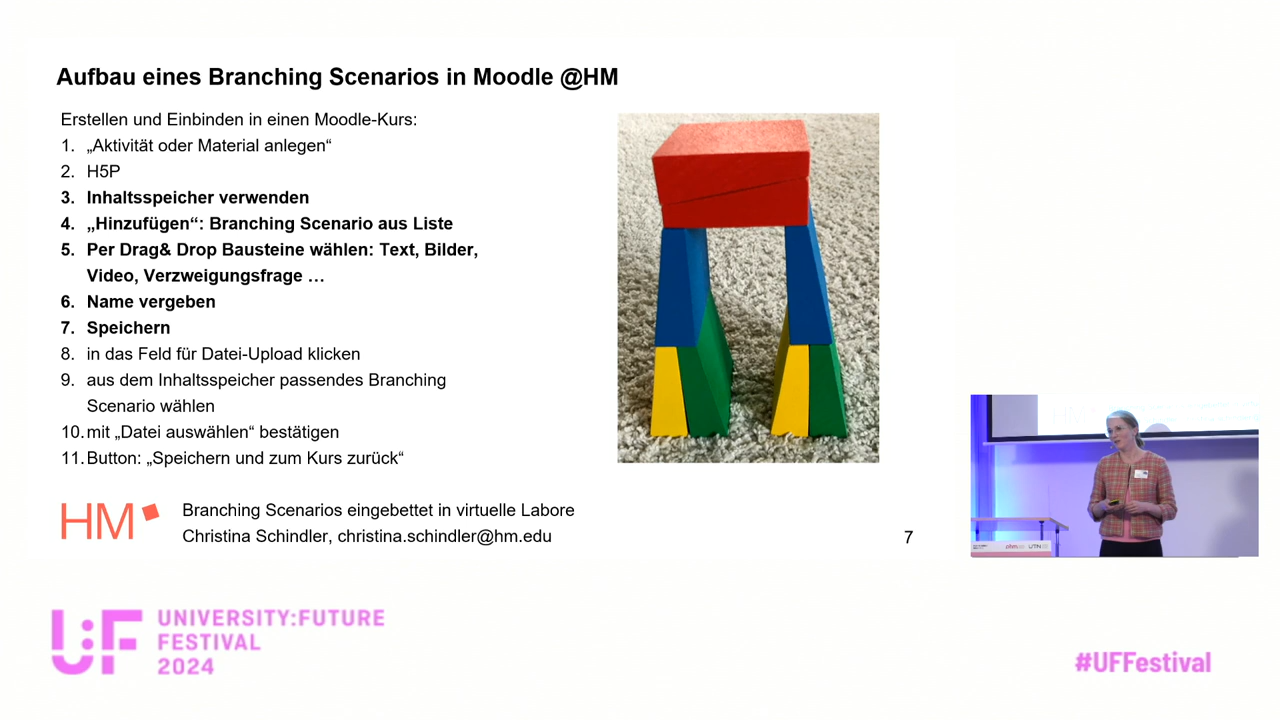 Aufbau eines Branching Scenarios in Moodle @HM
Erstellen und Einbinden in einen Moodle-Kurs:
1. „Aktivität oder Material anlegen“
2. H5P
3. Inhaltsspeicher verwenden
4. „Hinzufügen“: Branching Scenario aus Liste
5. Per Drag& Drop Bausteine wählen: Text, Bilder,
Video, Verzweigungsfrage …
6. Name vergeben
7. Speichern
8. in das Feld für Datei-Upload klicken
9. aus dem Inhaltsspeicher passendes Branching
Scenario wählen
10. mit „Datei auswählen“ bestätigen
11. Button: „Speichern und zum Kurs zurück“
HM
Branching Scenarios eingebettet in virtuelle Labore
Christina Schindler, christina.schindler@hm.edu
7
HM
UTN
U:F
UNIVERSITY:FUTURE
FESTIVAL
2024
#UFFestival